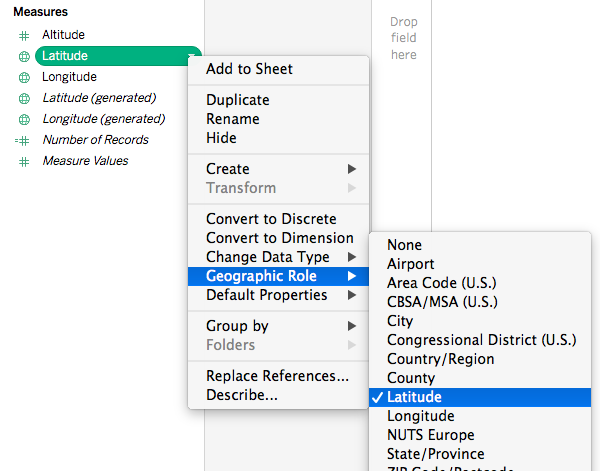 Measures
Altitude
Latitude
Longitude
Latitude (generated)
Longitude (generated)
Number of Records
Measure Values
Drop
field
here
Add to Sheet
Duplicate
Rename
Hide
Create
Transform
Convert to Discrete
Convert to Dimension
Change Data Type
Geographic Role
Default Properties
Group by
Folders
Replace References...
Describe...
None
Airport
Area Code (U.S.)
CBSA/MSA (U.S.)
City
Congressional District (U.S.)
Country/Region
County
Latitude
Longitude
NUTS Europe
State/Province
ZIP Code/Postcode